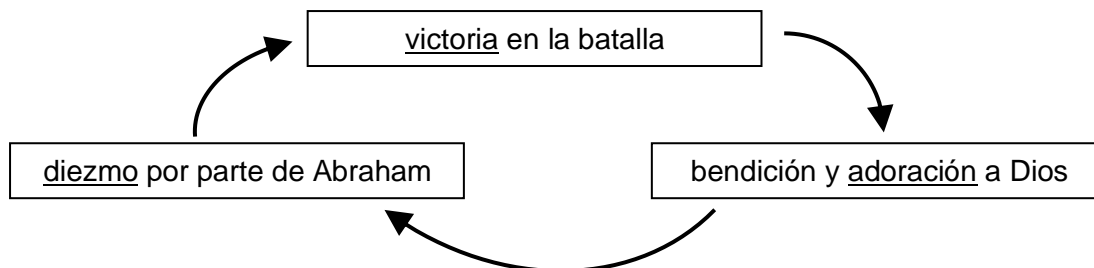 victoria en la batalla
diezmo por parte de Abraham
bendición y adoración a Dios